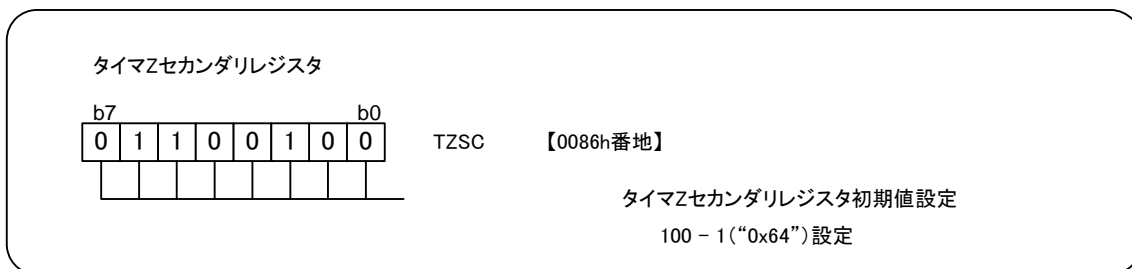 タイマZセカンダリレジスタ
b7 b0
0 1 1 0 0 1 0 0 TZSC 【0086h番地】
タイマZセカンダリレジスタ初期値設定
100 - 1(“0x64”)設定